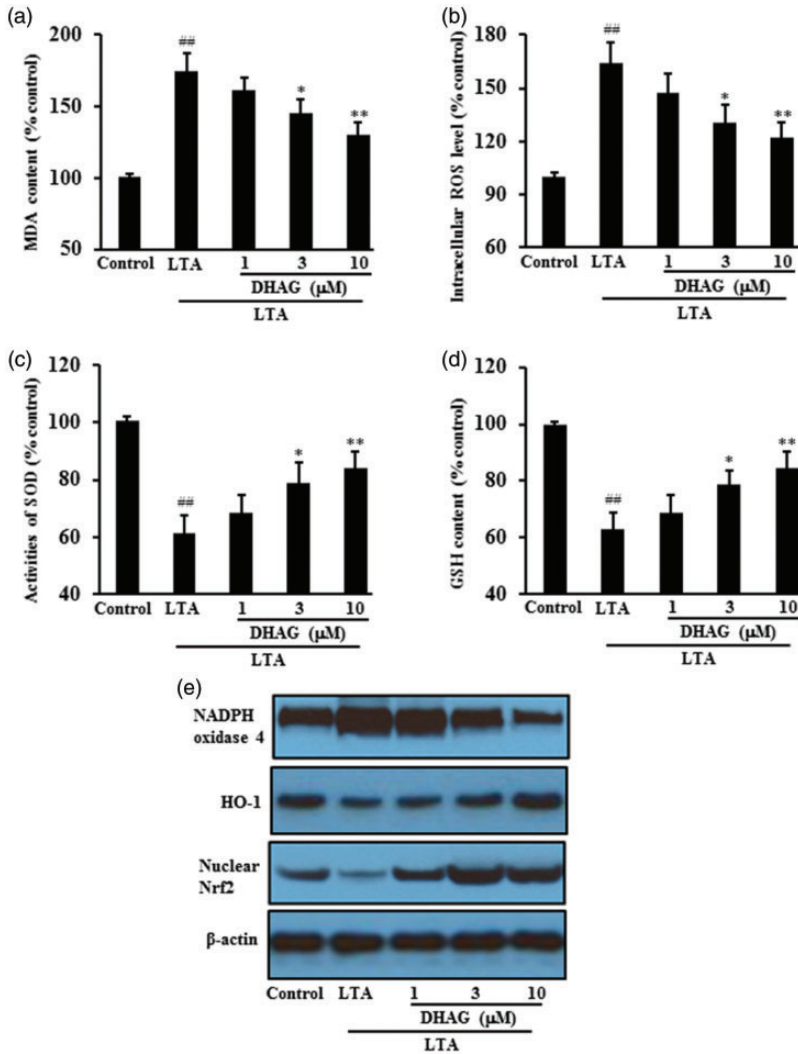 (a)
MDA content (% control)
200
150
100
50
##
*
**
Control LTA 1 3 10
DHAG (µM)
LTA
(b)
Intracellular ROS level (% control)
180
140
100
60
##
*
**
Control LTA 1 3 10
DHAG (µM)
LTA
(c)
Activities of SOD (% control)
120
100
80
60
40
##
*
**
Control LTA 1 3 10
DHAG (µM)
LTA
(d)
GSH content (% control)
120
100
80
60
40
##
*
**
Control LTA 1 3 10
DHAG (µM)
LTA
(e)
NADPH
oxidase 4
HO-1
Nuclear
Nrf2
β-actin
Control LTA 1 3 10
DHAG (µM)
LTA